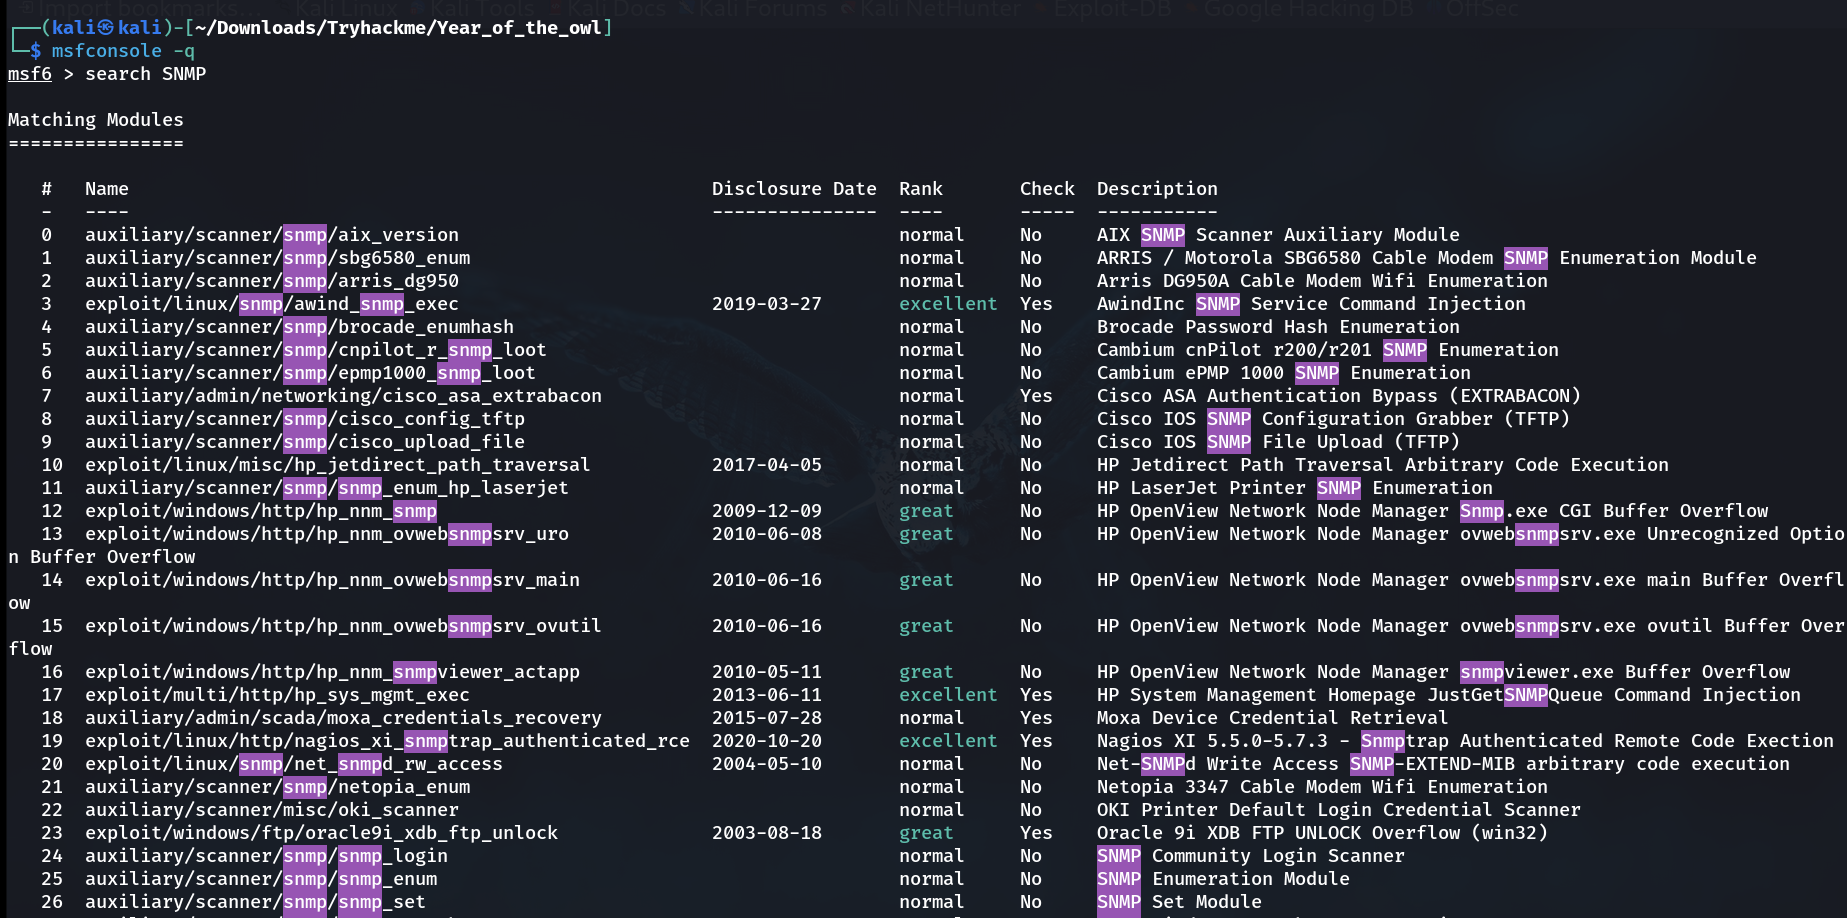 Import bookmarks... Kali Linux Kali Tools Kali Docs Kali Forums Kali NetHunter Exploit-DB Google Hacking DB OffSec
┌──(kali㉿kali)-[~/Downloads/Tryhackme/Year_of_the_owl]
└─$ msfconsole -q
msf6 > search SNMP
Matching Modules
================
#   Name   Disclosure Date  Rank   Check  Description
-   ----   ---------------  ----   -----  -----------
0   auxiliary/scanner/snmp/aix_version   normal   No   AIX SNMP Scanner Auxiliary Module
1   auxiliary/scanner/snmp/sbg6580_enum   normal   No   ARRIS / Motorola SBG6580 Cable Modem SNMP Enumeration Module
2   auxiliary/scanner/snmp/arris_dg950   normal   No   Arris DG950A Cable Modem Wifi Enumeration
3   exploit/linux/snmp/awind_snmp_exec   2019-03-27   excellent   Yes   AwindInc SNMP Service Command Injection
4   auxiliary/scanner/snmp/brocade_enumhash   normal   No   Brocade Password Hash Enumeration
5   auxiliary/scanner/snmp/cnpilot_r_snmp_loot   normal   No   Cambium cnPilot r200/r201 SNMP Enumeration
6   auxiliary/scanner/snmp/epmp1000_snmp_loot   normal   No   Cambium ePMP 1000 SNMP Enumeration
7   auxiliary/admin/networking/cisco_asa_extrabacon   normal   Yes   Cisco ASA Authentication Bypass (EXTRABACON)
8   auxiliary/scanner/snmp/cisco_config_tftp   normal   No   Cisco IOS SNMP Configuration Grabber (TFTP)
9   auxiliary/scanner/snmp/cisco_upload_file   normal   No   Cisco IOS SNMP File Upload (TFTP)
10  exploit/linux/misc/hp_jetdirect_path_traversal   2017-04-05   normal   No   HP Jetdirect Path Traversal Arbitrary Code Execution
11  auxiliary/scanner/snmp/snmp_enum_hp_laserjet   normal   No   HP LaserJet Printer SNMP Enumeration
12  exploit/windows/http/hp_nnm_snmp   2009-12-09   great   No   HP OpenView Network Node Manager Snmp.exe CGI Buffer Overflow
13  exploit/windows/http/hp_nnm_ovwebsnmpsrv_uro   2010-06-08   great   No   HP OpenView Network Node Manager ovwebsnmpsrv.exe Unrecognized Optio
n Buffer Overflow
14  exploit/windows/http/hp_nnm_ovwebsnmpsrv_main   2010-06-16   great   No   HP OpenView Network Node Manager ovwebsnmpsrv.exe main Buffer Overfl
ow
15  exploit/windows/http/hp_nnm_ovwebsnmpsrv_ovutil   2010-06-16   great   No   HP OpenView Network Node Manager ovwebsnmpsrv.exe ovutil Buffer Over
flow
16  exploit/windows/http/hp_nnm_snmpviewer_actapp   2010-05-11   great   No   HP OpenView Network Node Manager snmpviewer.exe Buffer Overflow
17  exploit/multi/http/hp_sys_mgmt_exec   2013-06-11   excellent   Yes   HP System Management Homepage JustGetSNMPQueue Command Injection
18  auxiliary/admin/scada/moxa_credentials_recovery   2015-07-28   normal   Yes   Moxa Device Credential Retrieval
19  exploit/linux/http/nagios_xi_snmptrap_authenticated_rce   2020-10-20   excellent   Yes   Nagios XI 5.5.0-5.7.3 - Snmptrap Authenticated Remote Code Exection
20  exploit/linux/snmp/net_snmpd_rw_access   2004-05-10   normal   No   Net-SNMPd Write Access SNMP-EXTEND-MIB arbitrary code execution
21  auxiliary/scanner/snmp/netopia_enum   normal   No   Netopia 3347 Cable Modem Wifi Enumeration
22  auxiliary/scanner/misc/oki_scanner   normal   No   OKI Printer Default Login Credential Scanner
23  exploit/windows/ftp/oracle9i_xdb_ftp_unlock   2003-08-18   great   Yes   Oracle 9i XDB FTP UNLOCK Overflow (win32)
24  auxiliary/scanner/snmp/snmp_login   normal   No   SNMP Community Login Scanner
25  auxiliary/scanner/snmp/snmp_enum   normal   No   SNMP Enumeration Module
26  auxiliary/scanner/snmp/snmp_set   normal   No   SNMP Set Module